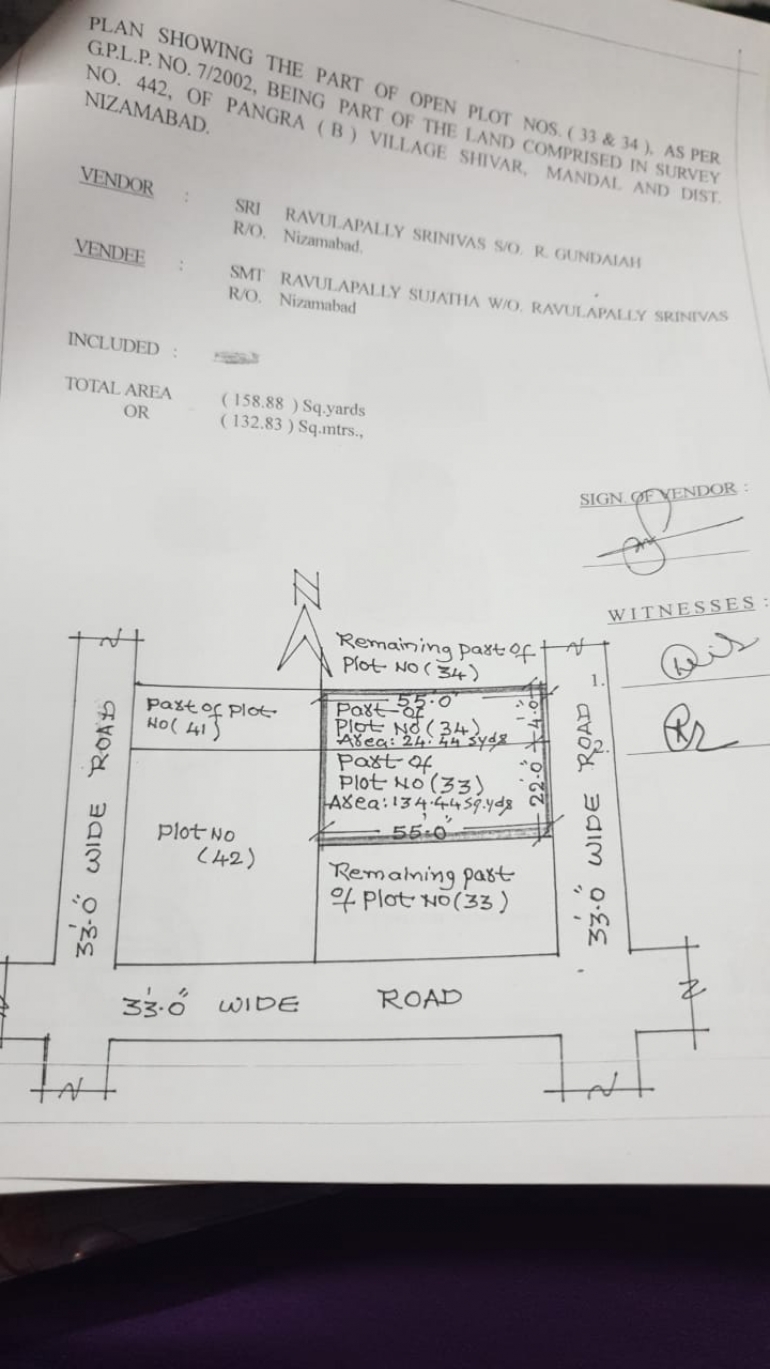 PLAN SHOWING THE PART OF OPEN PLOT NOS. ( 33 & 34 ), AS PER
G.P.L.P. NO. 7/2002, BEING PART OF THE LAND COMPRISED IN SURVEY
NO. 442, OF PANGRA ( B ) VILLAGE SHIVAR, MANDAL AND DIST.
NIZAMABAD.
VENDOR : SRI RAVULAPALLY SRINIVAS S/O. R. GUNDAIAH
R/O. Nizamabad.
VENDEE : SMT RAVULAPALLY SUJATHA W/O. RAVULAPALLY SRINIVAS
R/O. Nizamabad
INCLUDED :
TOTAL AREA ( 158.88 ) Sq.yards
OR ( 132.83 ) Sq.mtrs.,
SIGN. OF VENDOR :
WITNESSES :
1.
2.
N
Remaining part of
Plot NO (34)
Part of Plot
NO( 41)
55'.0"
Part of
Plot NO (34)
Area: 24.44 syds
4'.0"
Part of
Plot NO (33)
Area: 134.44 sq.yds
22'.0"
55'.0"
Plot NO
(42)
Remaining part
of Plot NO (33)
33'.0" WIDE ROAD
33'.0" WIDE ROAD
33'.0" WIDE ROAD